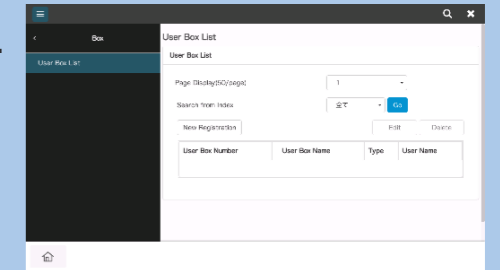 Box
User Box List
User Box List
User Box List
Page Display(50/page)
1
Search from Index
全て
Go
New Registration
Edit
Delete
User Box Number
User Box Name
Type
User Name